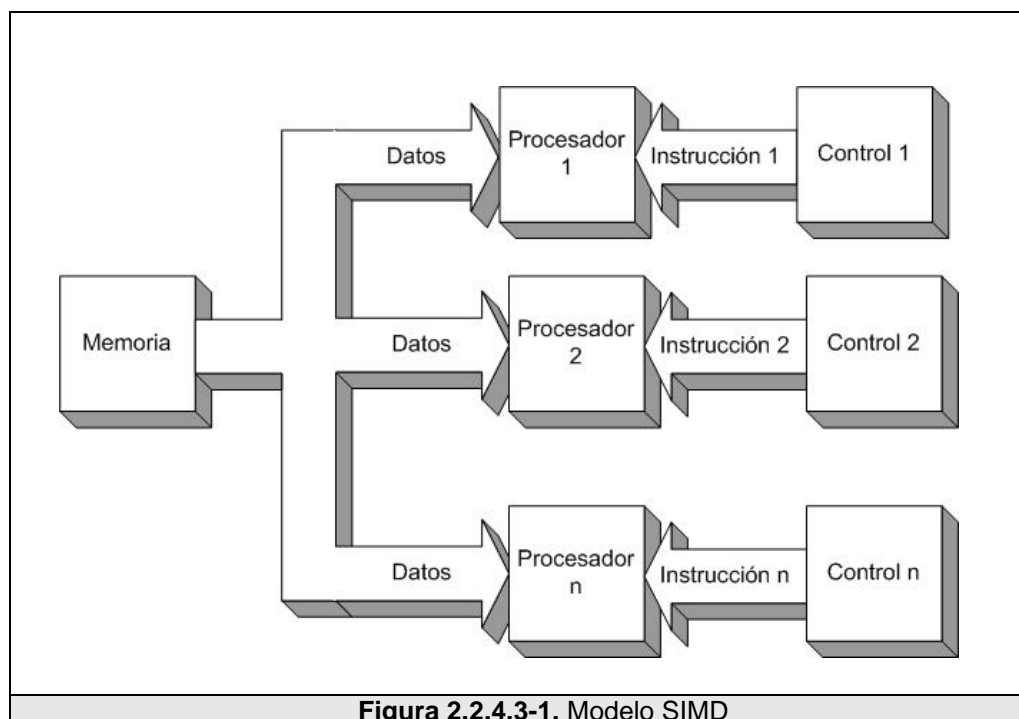 Datos
Procesador
1
Instrucción 1
Control 1
Memoria
Datos
Procesador
2
Instrucción 2
Control 2
Datos
Procesador
n
Instrucción n
Control n
Figura 2.2.4.3-1. Modelo SIMD